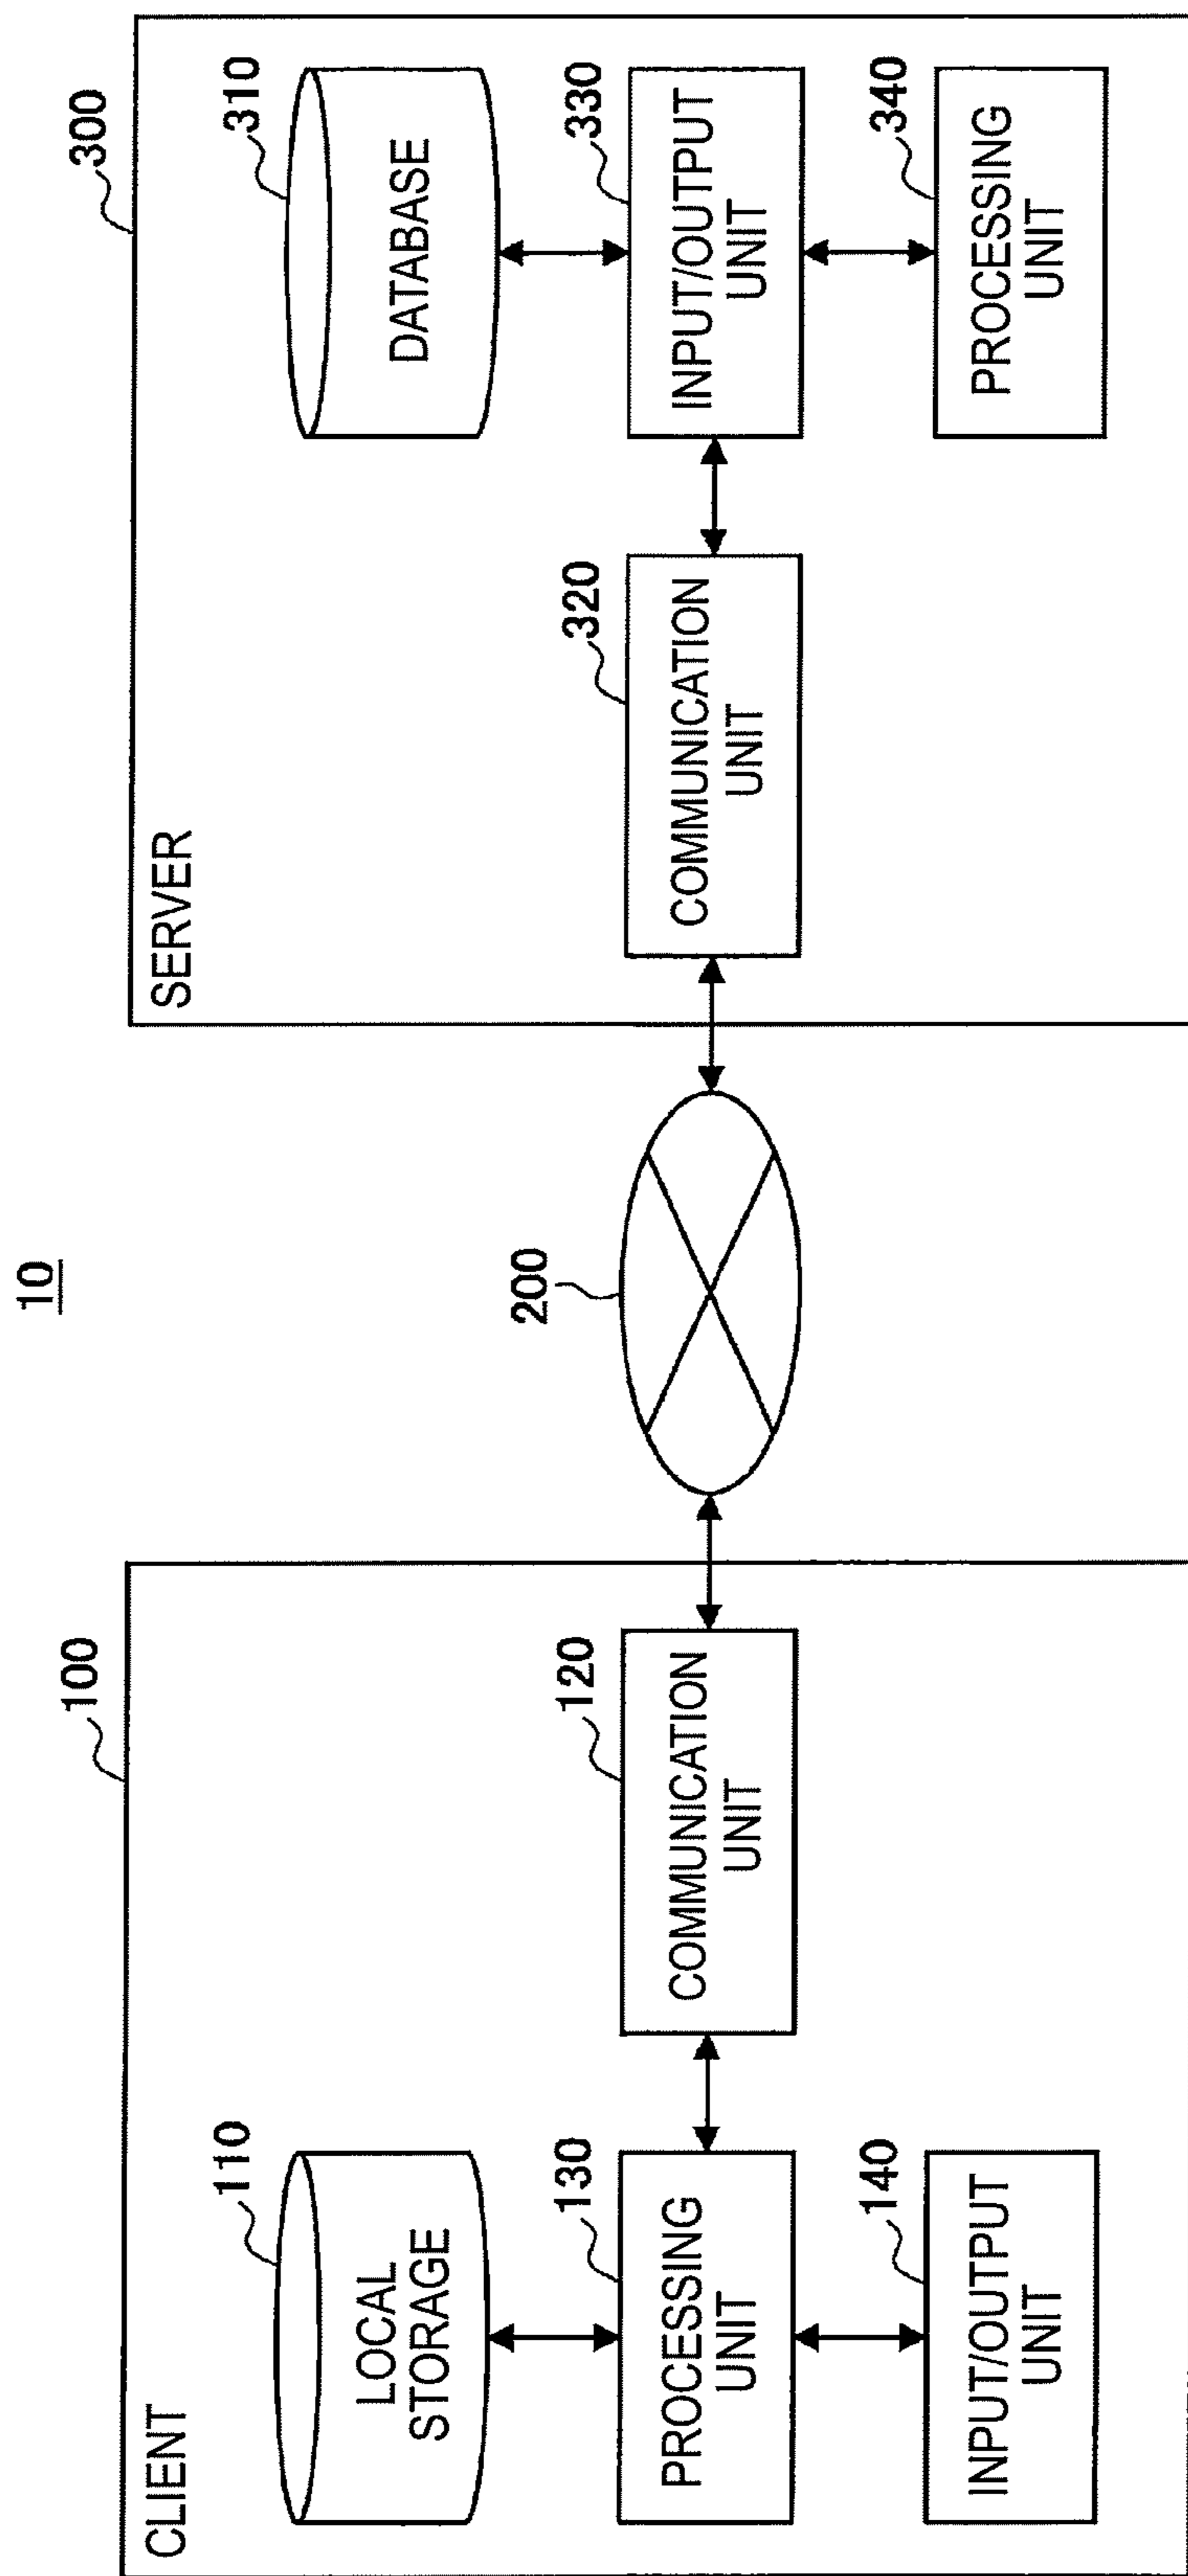 10
100
CLIENT
110
LOCAL
STORAGE
130
PROCESSING
UNIT
140
INPUT/OUTPUT
UNIT
120
COMMUNICATION
UNIT
200
300
SERVER
320
COMMUNICATION
UNIT
310
DATABASE
330
INPUT/OUTPUT
UNIT
340
PROCESSING
UNIT